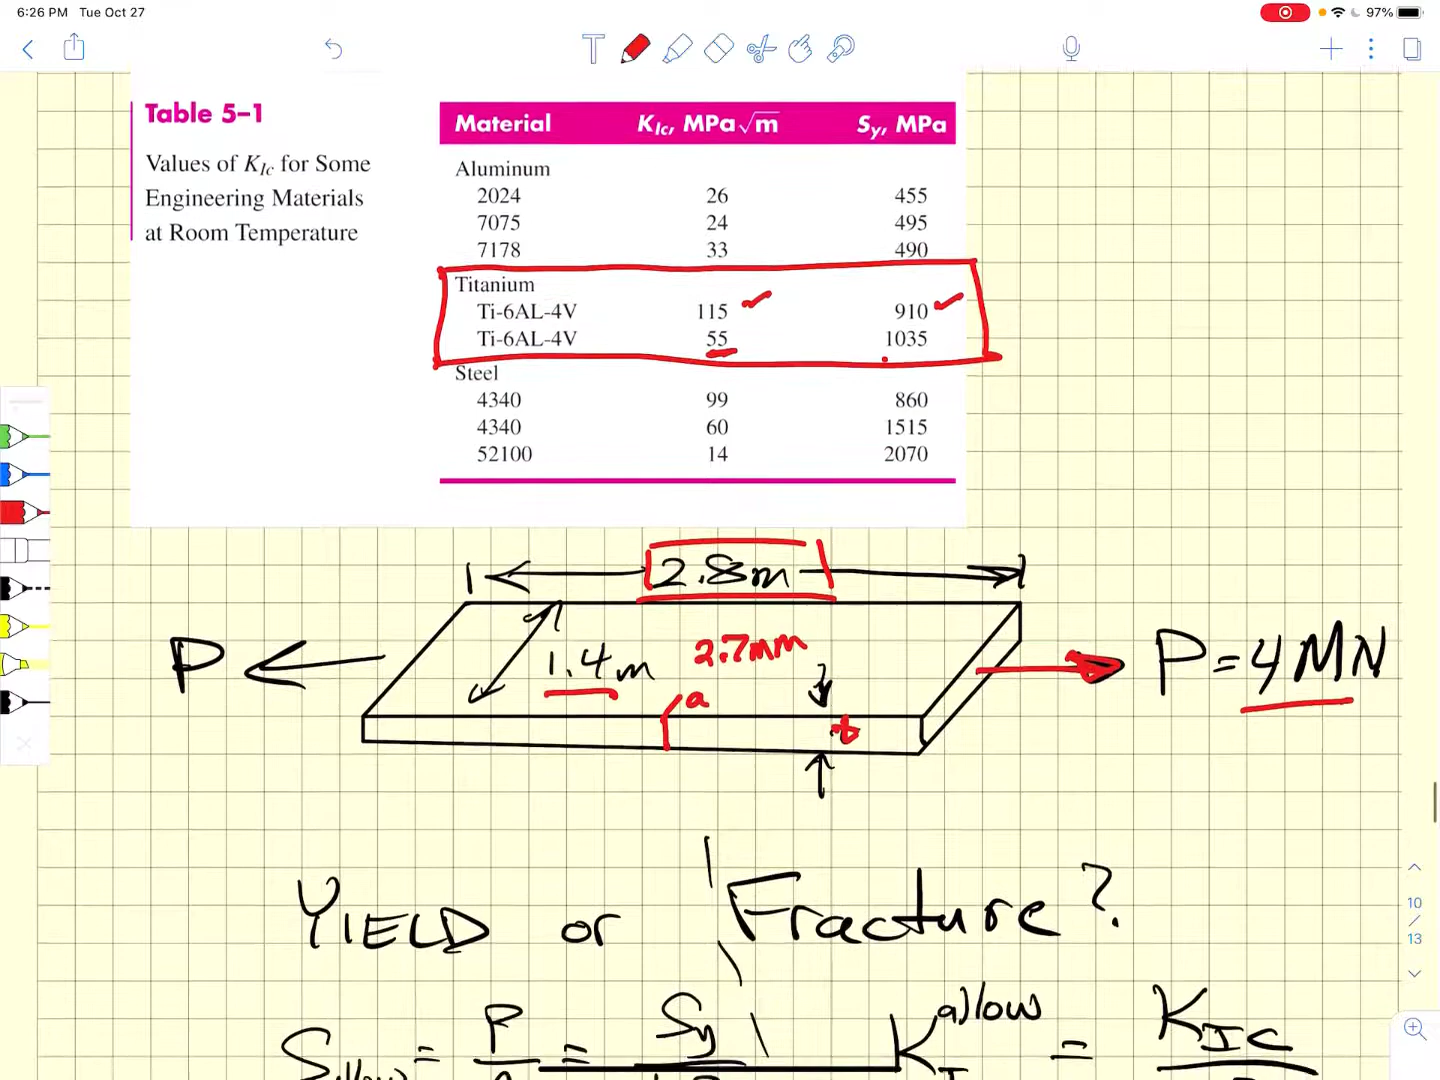 6:26 PM Tue Oct 27
97%
T
Table 5–1
Values of K_Ic for Some
Engineering Materials
at Room Temperature
Material K_Ic, MPa√m S_y, MPa
Aluminum
2024 26 455
7075 24 495
7178 33 490
Titanium
Ti-6AL-4V 115 910
Ti-6AL-4V 55 1035
Steel
4340 99 860
4340 60 1515
52100 14 2070
2.8m
P
1.4m
2.7mm
a
t
P=4MN
YIELD or Fracture?
10
/
13
S_allow = P = S_y
K_I^allow = K_IC